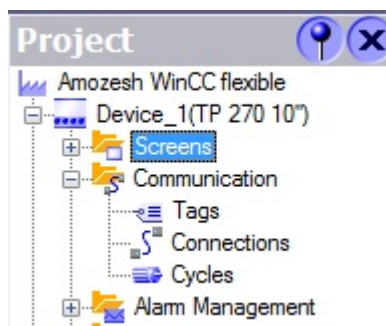 Project
Amozesh WinCC flexible
Device_1(TP 270 10")
Screens
Communication
Tags
Connections
Cycles
Alarm Management